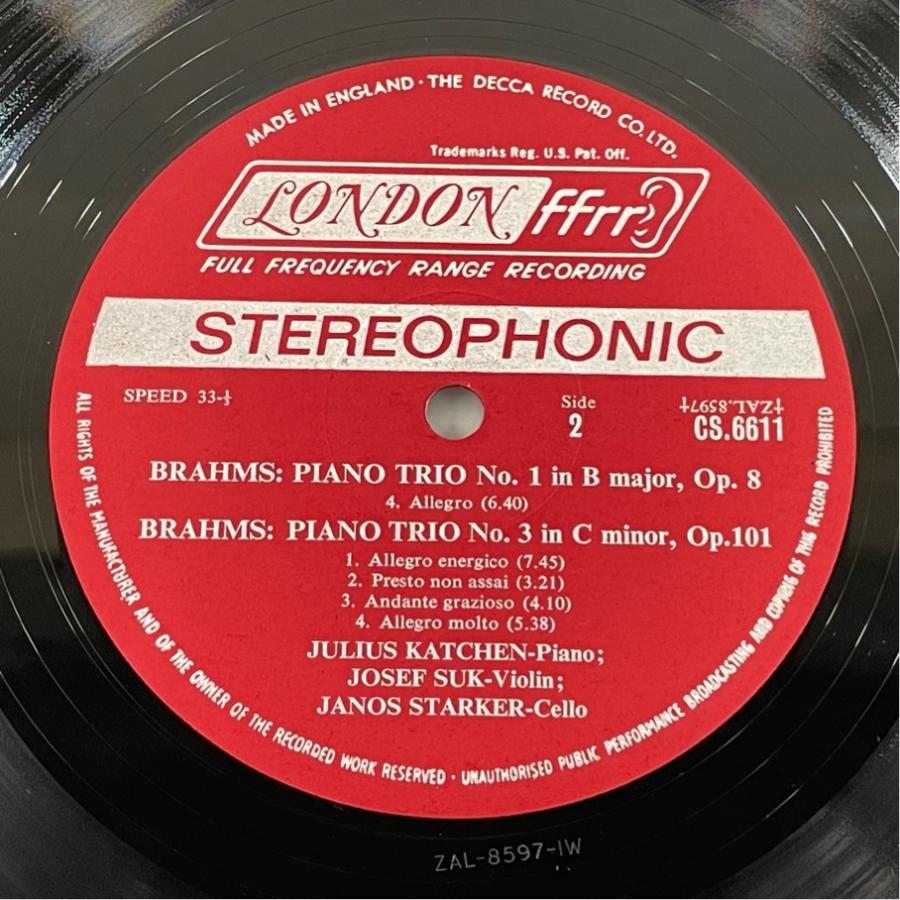 MADE IN ENGLAND · THE DECCA RECORD CO. LTD.
Trademarks Reg. U.S. Pat. Off.
LONDON ffrr
FULL FREQUENCY RANGE RECORDING
STEREOPHONIC
SPEED 33-⅓
Side
2
‡ZAL.8597‡
CS.6611
BRAHMS: PIANO TRIO No. 1 in B major, Op. 8
4. Allegro (6.40)
BRAHMS: PIANO TRIO No. 3 in C minor, Op.101
1. Allegro energico (7.45)
2. Presto non assai (3.21)
3. Andante grazioso (4.10)
4. Allegro molto (5.38)
JULIUS KATCHEN-Piano;
JOSEF SUK-Violin;
JANOS STARKER-Cello
ALL RIGHTS OF THE MANUFACTURER AND OF THE OWNER OF THE RECORDED WORK RESERVED · UNAUTHORISED PUBLIC PERFORMANCE BROADCASTING AND COPYING OF THIS RECORD PROHIBITED
ZAL-8597-1W